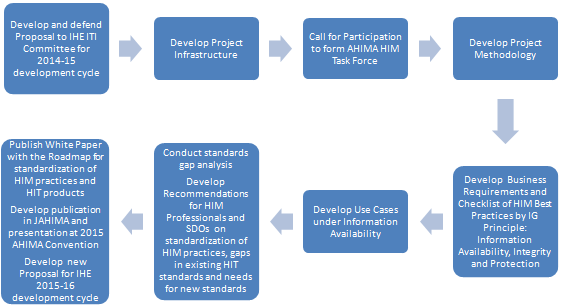 Develop and defend
Proposal to IHE ITI
Committee for
2014-15
development cycle
Develop Project
Infrastructure
Call for Participation
to form AHIMA HIM
Task Force
Develop Project
Methodology
Develop Business
Requirements and
Checklist of HIM Best
Practices by IG
Principle:
Information
Availability, Integrity
and Protection
Develop Use Cases
under Information
Availability
Conduct standards
gap analysis
Develop
Recommendations for
HIM
Professionals and
SDOs on
standardization of
HIM practices, gaps
in existing HIT
standards and needs
for new standards
Publish White Paper
with the Roadmap for
standardization of
HIM practices and
HIT products
Develop publication
in JAHIMA and
presentation at 2015
AHIMA Convention
Develop new
Proposal for IHE
2015-16
development cycle